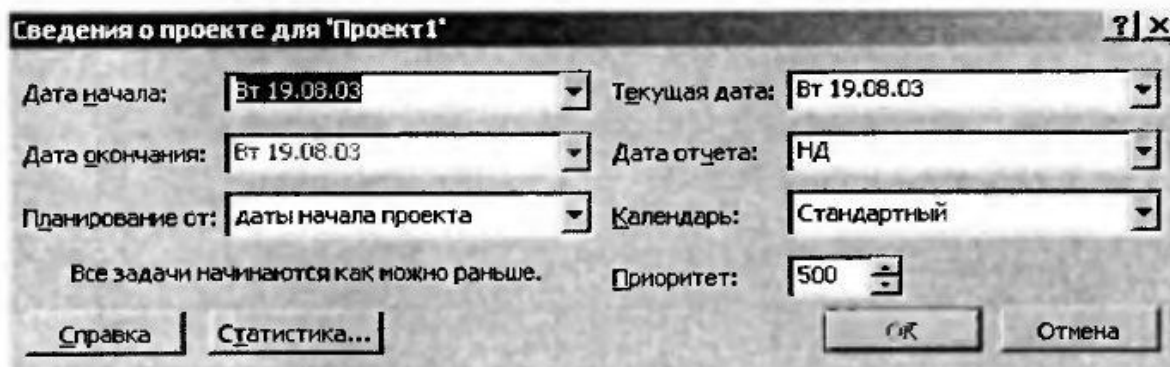 Сведения о проекте для 'Проект1'
Дата начала: Вт 19.08.03 Текущая дата: Вт 19.08.03
Дата окончания: Вт 19.08.03 Дата отчета: НД
Планирование от: даты начала проекта Календарь: Стандартный
Все задачи начинаются как можно раньше. Приоритет: 500
Справка Статистика... ОК Отмена